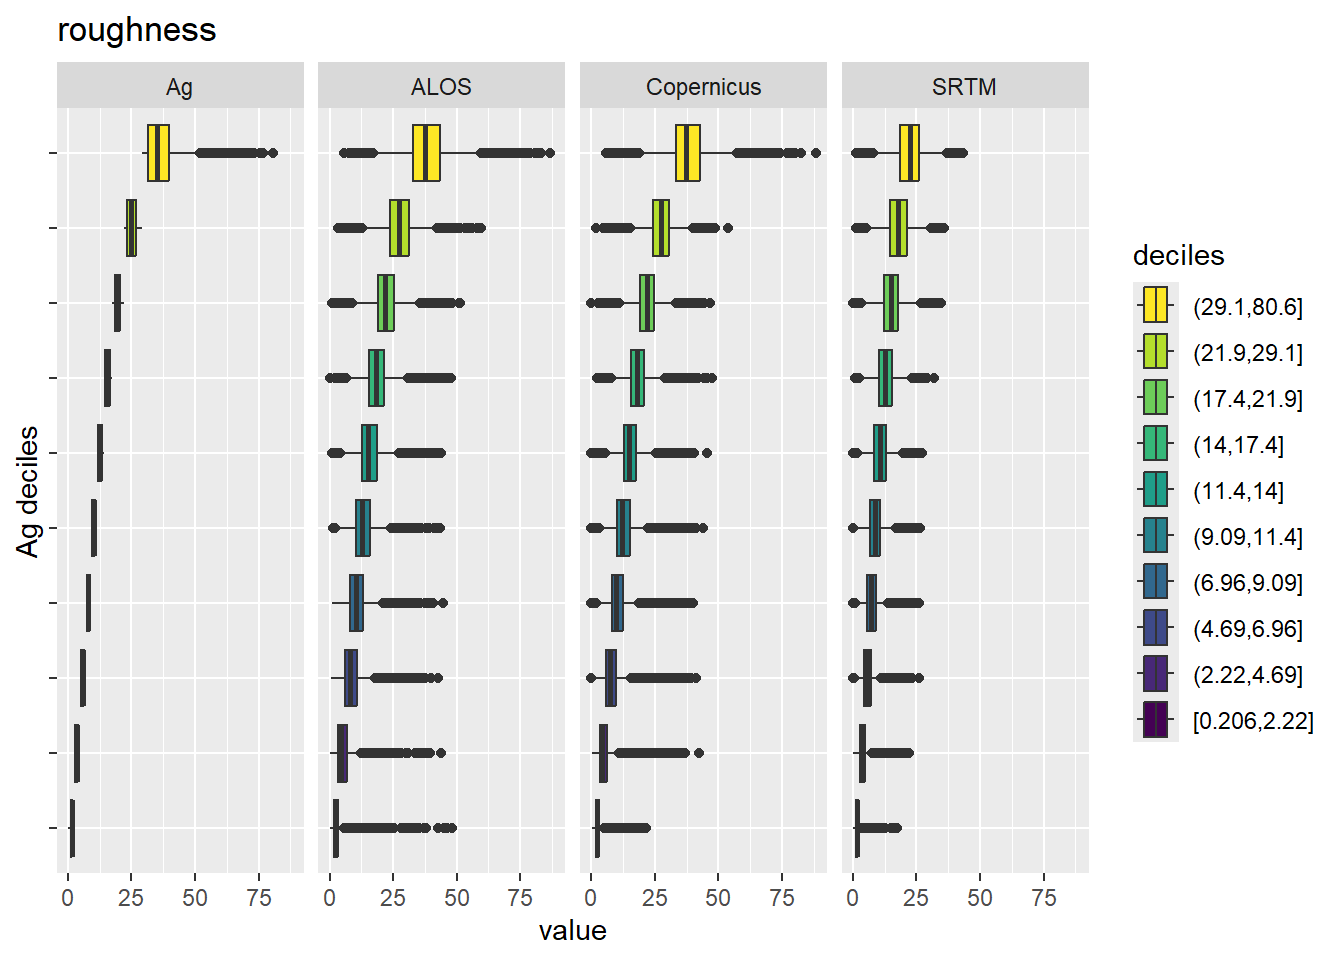 roughness
Ag ALOS Copernicus SRTM
Ag deciles
0 25 50 75 0 25 50 75 0 25 50 75 0 25 50 75
value
deciles
(29.1,80.6]
(21.9,29.1]
(17.4,21.9]
(14,17.4]
(11.4,14]
(9.09,11.4]
(6.96,9.09]
(4.69,6.96]
(2.22,4.69]
[0.206,2.22]